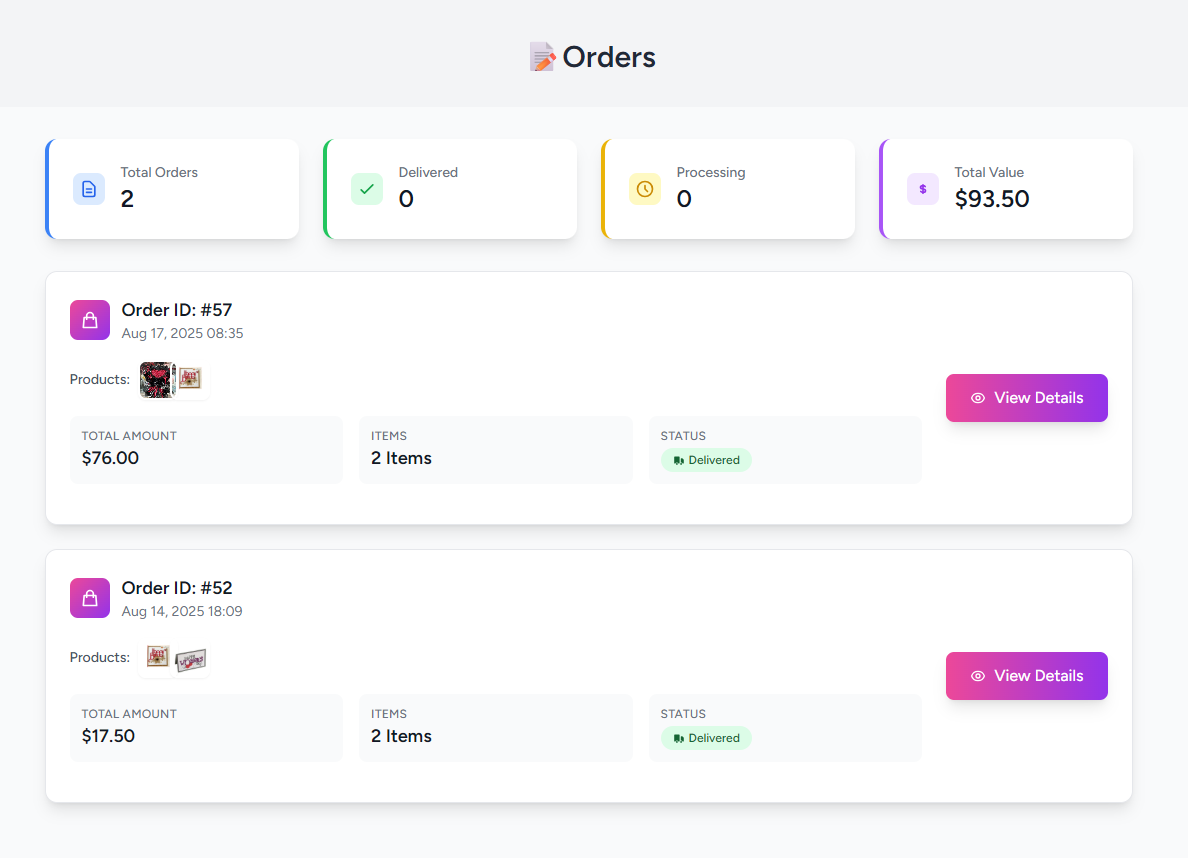 Orders
Total Orders
2
Delivered
0
Processing
0
$
Total Value
$93.50
Order ID: #57
Aug 17, 2025 08:35
Products:
View Details
TOTAL AMOUNT
$76.00
ITEMS
2 Items
STATUS
Delivered
Order ID: #52
Aug 14, 2025 18:09
Products:
View Details
TOTAL AMOUNT
$17.50
ITEMS
2 Items
STATUS
Delivered